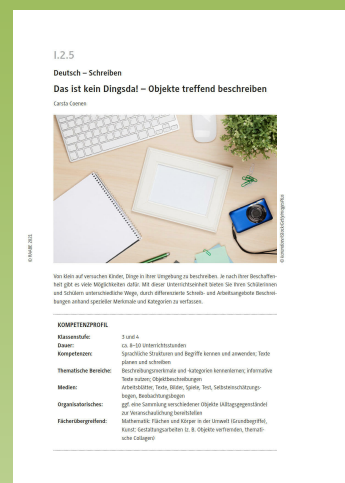 I.2.5
Deutsch – Schreiben
Das ist kein Dingsda! – Objekte treffend beschreiben
Carsta Coenen
© RAABE 2021
Von klein auf versuchen Kinder, Dinge in ihrer Umgebung zu beschreiben. Je nach ihrer Beschaffen-
heit gibt es viele Möglichkeiten dafür. Mit dieser Unterrichtseinheit bieten Sie Ihren Schülerinnen
und Schülern unterschiedliche Wege, durch differenzierte Schreib- und Arbeitsangebote Beschrei-
bungen anhand spezieller Merkmale und Kategorien zu verfassen.
KOMPETENZPROFIL
Klassenstufe: 3 und 4
Dauer: ca. 8–10 Unterrichtsstunden
Kompetenzen: Sprachliche Strukturen und Begriffe kennen und anwenden; Texte
planen und schreiben
Thematische Bereiche: Beschreibungsmerkmale und -kategorien kennenlernen; informative
Texte nutzen; Objektbeschreibungen
Medien: Arbeitsblätter, Texte, Bilder, Spiele, Test, Selbsteinschätzungs-
bogen, Beobachtungsbogen
Organisatorisches: ggf. eine Sammlung verschiedener Objekte (Alltagsgegenstände)
zur Veranschaulichung bereitstellen
Fächerübergreifend: Mathematik: Flächen und Körper in der Umwelt (Grundbegriffe),
Kunst: Gestaltungsarbeiten (z. B. Objekte verfremden, themati-
sche Collagen)